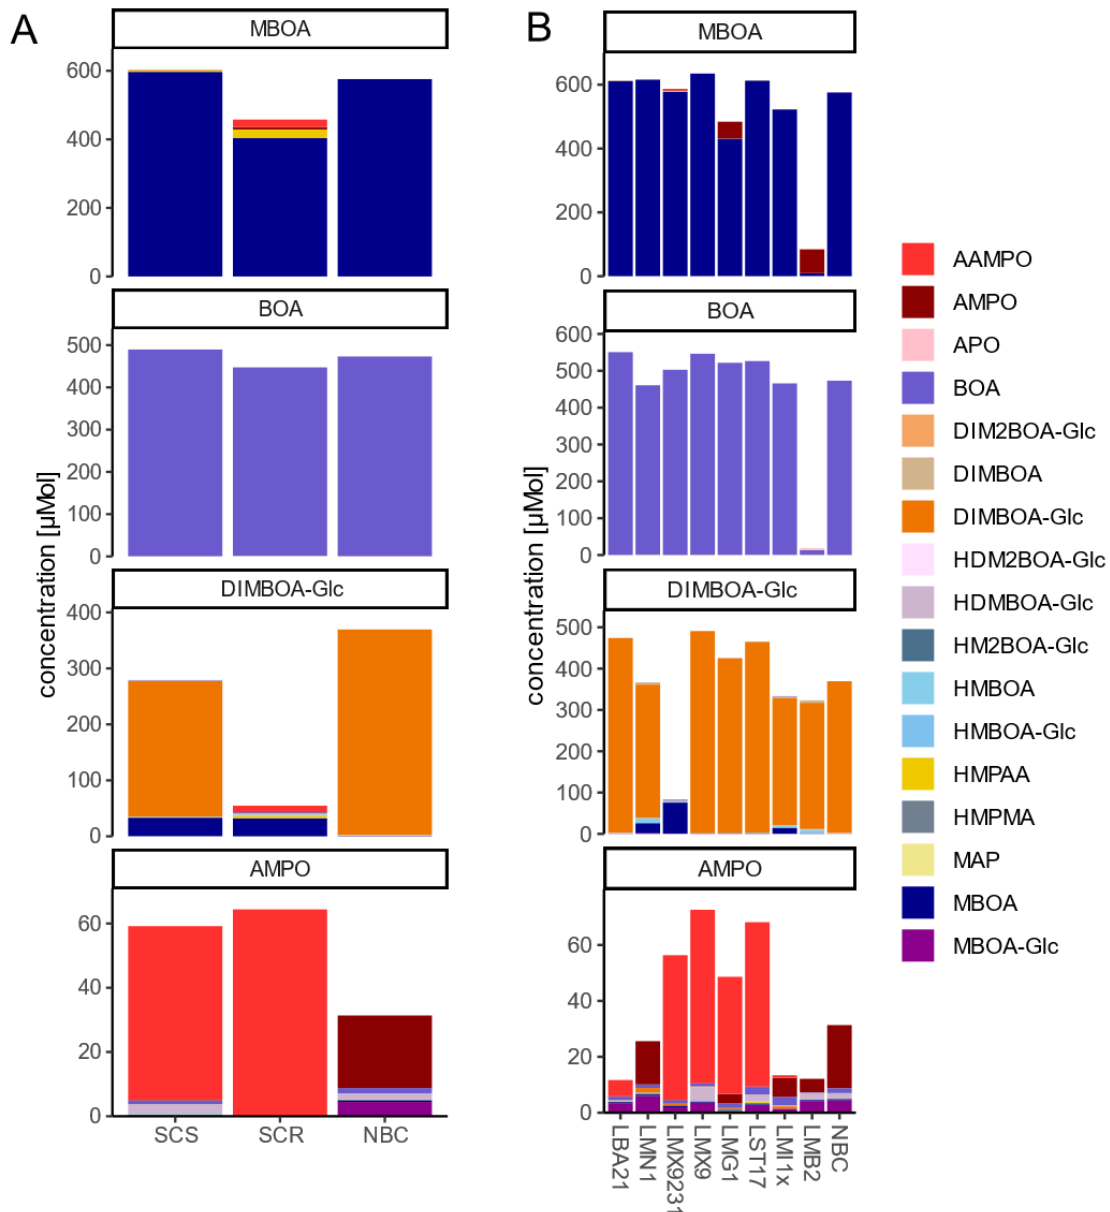 A
MBOA
600
400
200
0
BOA
500
400
300
200
100
0
DIMBOA-Glc
400
300
200
100
0
AMPO
60
40
20
0
concentration [µMol]
SCS
SCR
NBC
B
MBOA
600
400
200
0
BOA
600
500
400
300
200
100
0
DIMBOA-Glc
500
400
300
200
100
0
AMPO
60
40
20
0
concentration [µMol]
LBA21
LMN1
LMX9231
LMX9
LMG1
LST17
LMI1x
LMB2
NBC
AAMPO
AMPO
APO
BOA
DIM2BOA-Glc
DIMBOA
DIMBOA-Glc
HDM2BOA-Glc
HDMBOA-Glc
HM2BOA-Glc
HMBOA
HMBOA-Glc
HMPAA
HMPMA
MAP
MBOA
MBOA-Glc